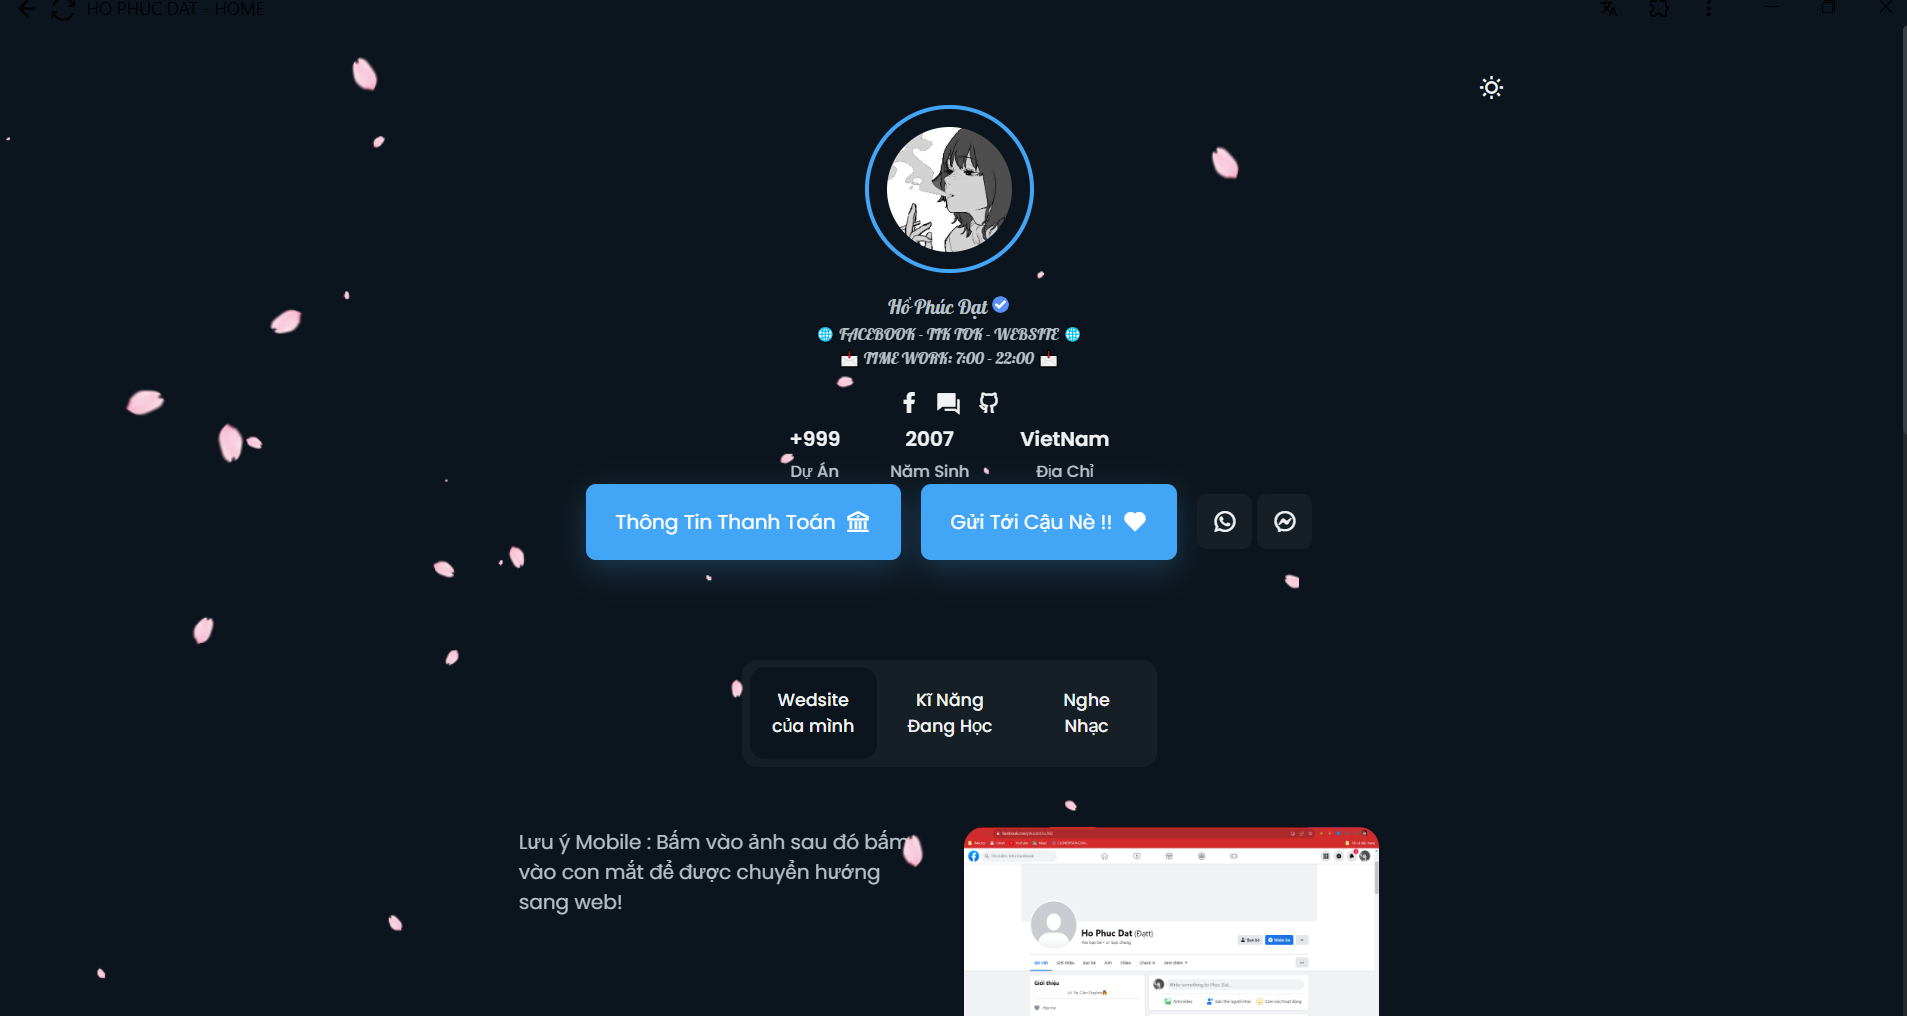 HO PHUC DAT - HOME
Hồ Phúc Đạt
FACEBOOK - TIK TOK - WEBSTIE
TIME WORK: 7:00 - 22:00
+999
2007
VietNam
Dự Án
Năm Sinh
Địa Chỉ
Thông Tin Thanh Toán
Gửi Tới Cậu Nè !!
Wedsite
của mình
Kĩ Năng
Đang Học
Nghe
Nhạc
Lưu ý Mobile : Bấm vào ảnh sau đó bấm
vào con mắt để được chuyển hướng
sang web!
Ho Phuc Dat (Datt)
Giới thiệu